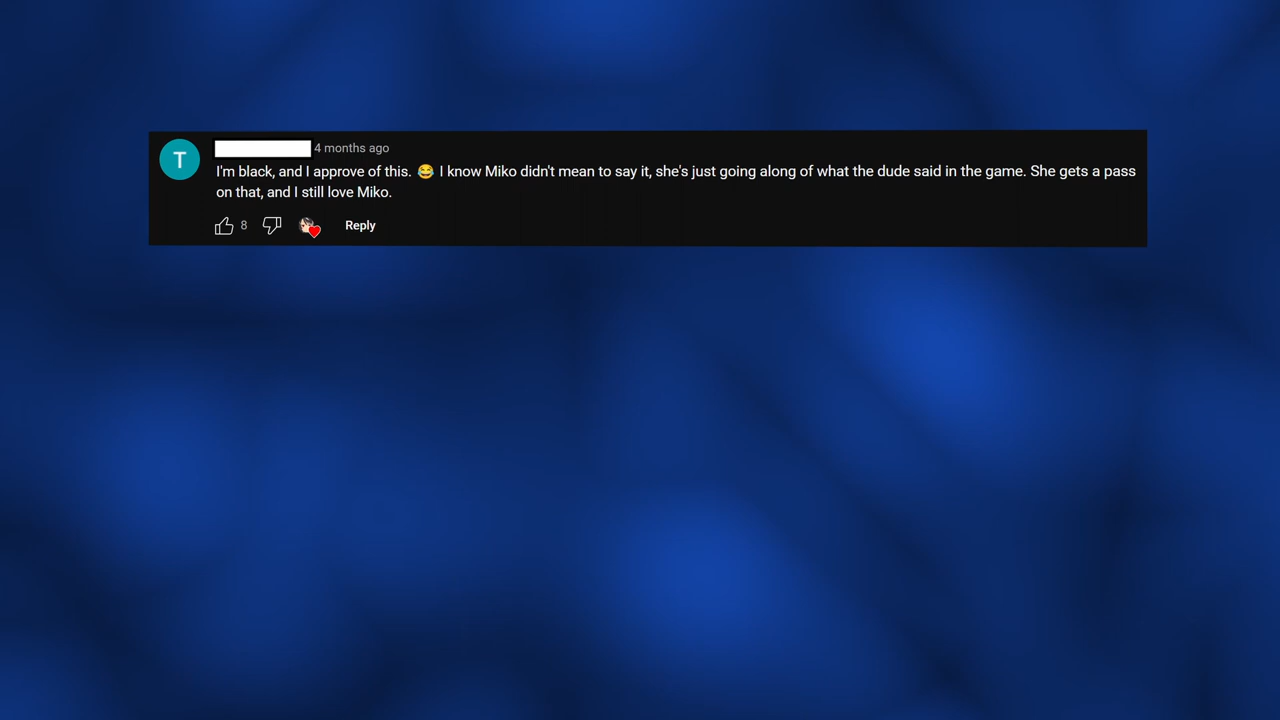 T
4 months ago
I'm black, and I approve of this. 😂 I know Miko didn't mean to say it, she's just going along of what the dude said in the game. She gets a pass
on that, and I still love Miko.
8 Reply